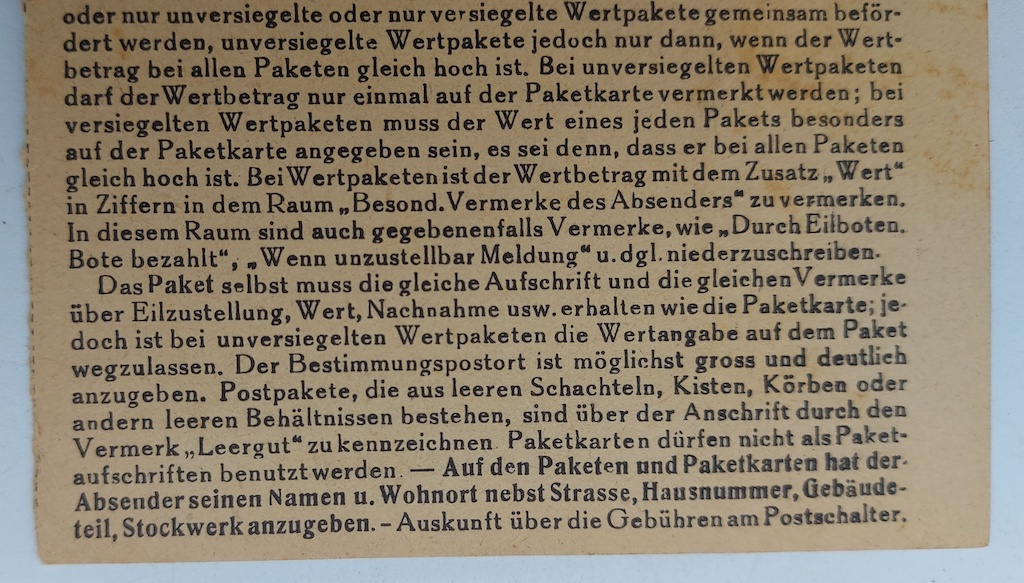 oder nur unversiegelte oder nur versiegelte Wertpakete gemeinsam beför-
dert werden, unversiegelte Wertpakete jedoch nur dann, wenn der Wert-
betrag bei allen Paketen gleich hoch ist. Bei unversiegelten Wertpaketen
darf der Wertbetrag nur einmal auf der Paketkarte vermerkt werden; bei
versiegelten Wertpaketen muss der Wert eines jeden Pakets besonders
auf der Paketkarte angegeben sein, es sei denn, dass er bei allen Paketen
gleich hoch ist. Bei Wertpaketen ist der Wertbetrag mit dem Zusatz „Wert“
in Ziffern in dem Raum „Besond. Vermerke des Absenders“ zu vermerken.
In diesem Raum sind auch gegebenenfalls Vermerke, wie „Durch Eilboten.
Bote bezahlt“, „Wenn unzustellbar Meldung“ u. dgl. niederzuschreiben.
Das Paket selbst muss die gleiche Aufschrift und die gleichen Vermerke
über Eilzustellung, Wert, Nachnahme usw. erhalten wie die Paketkarte; je-
doch ist bei unversiegelten Wertpaketen die Wertangabe auf dem Paket
wegzulassen. Der Bestimmungspostort ist möglichst gross und deutlich
anzugeben. Postpakete, die aus leeren Schachteln, Kisten, Körben oder
andern leeren Behältnissen bestehen, sind über der Anschrift durch den
Vermerk „Leergut“ zu kennzeichnen. Paketkarten dürfen nicht als Paket-
aufschriften benutzt werden. — Auf den Paketen und Paketkarten hat der
Absender seinen Namen u. Wohnort nebst Strasse, Hausnummer, Gebäude-
teil, Stockwerk anzugeben. – Auskunft über die Gebühren am Postschalter.